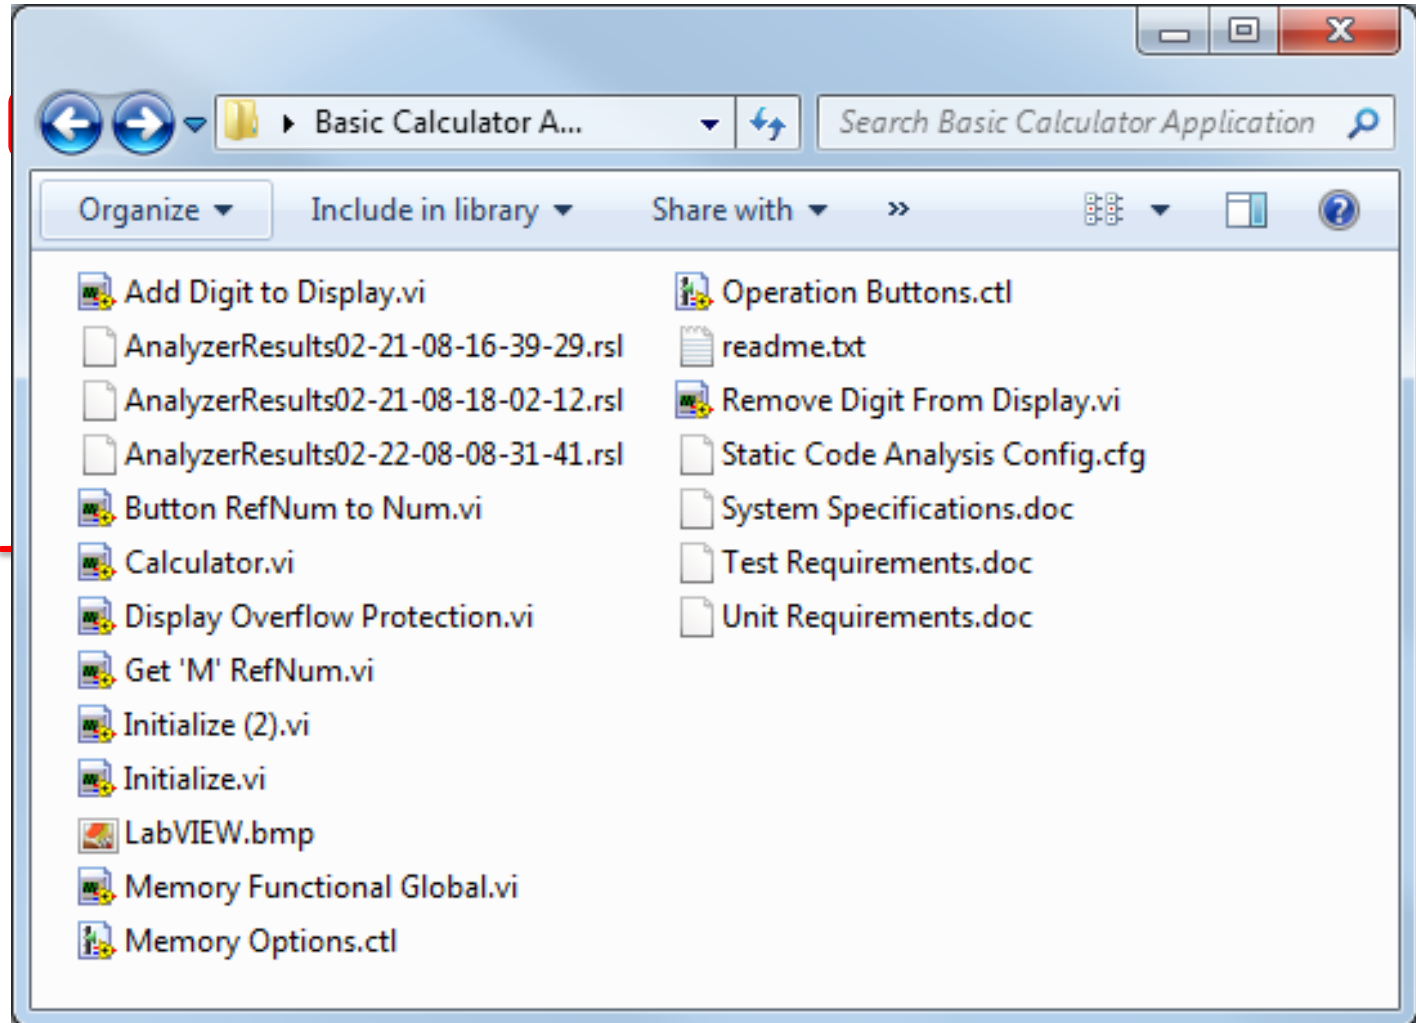 Basic Calculator A...
Search Basic Calculator Application
Organize
Include in library
Share with
»
Add Digit to Display.vi
AnalyzerResults02-21-08-16-39-29.rsl
AnalyzerResults02-21-08-18-02-12.rsl
AnalyzerResults02-22-08-08-31-41.rsl
Button RefNum to Num.vi
Calculator.vi
Display Overflow Protection.vi
Get 'M' RefNum.vi
Initialize (2).vi
Initialize.vi
LabVIEW.bmp
Memory Functional Global.vi
Memory Options.ctl
Operation Buttons.ctl
readme.txt
Remove Digit From Display.vi
Static Code Analysis Config.cfg
System Specifications.doc
Test Requirements.doc
Unit Requirements.doc